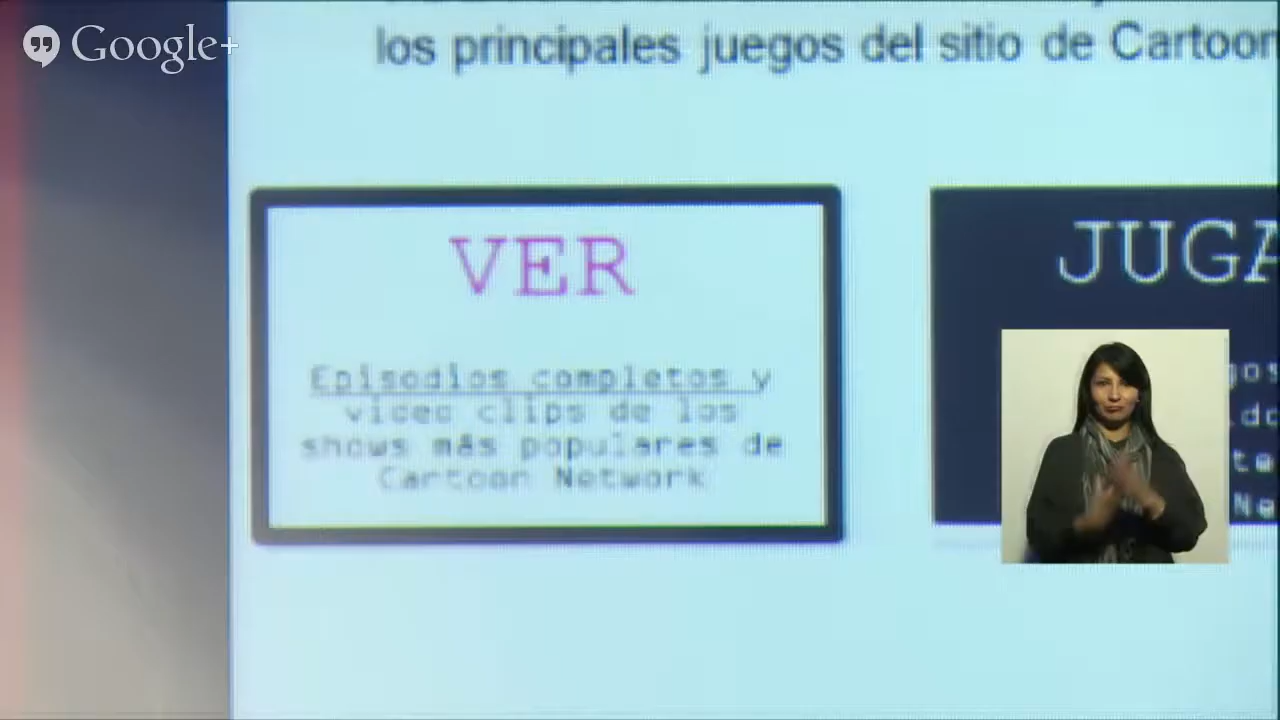 Google+
los principales juegos del sitio de Cartoon
VER
Episodios completos y
video clips de los
shows más populares de
Cartoon Network
JUGA